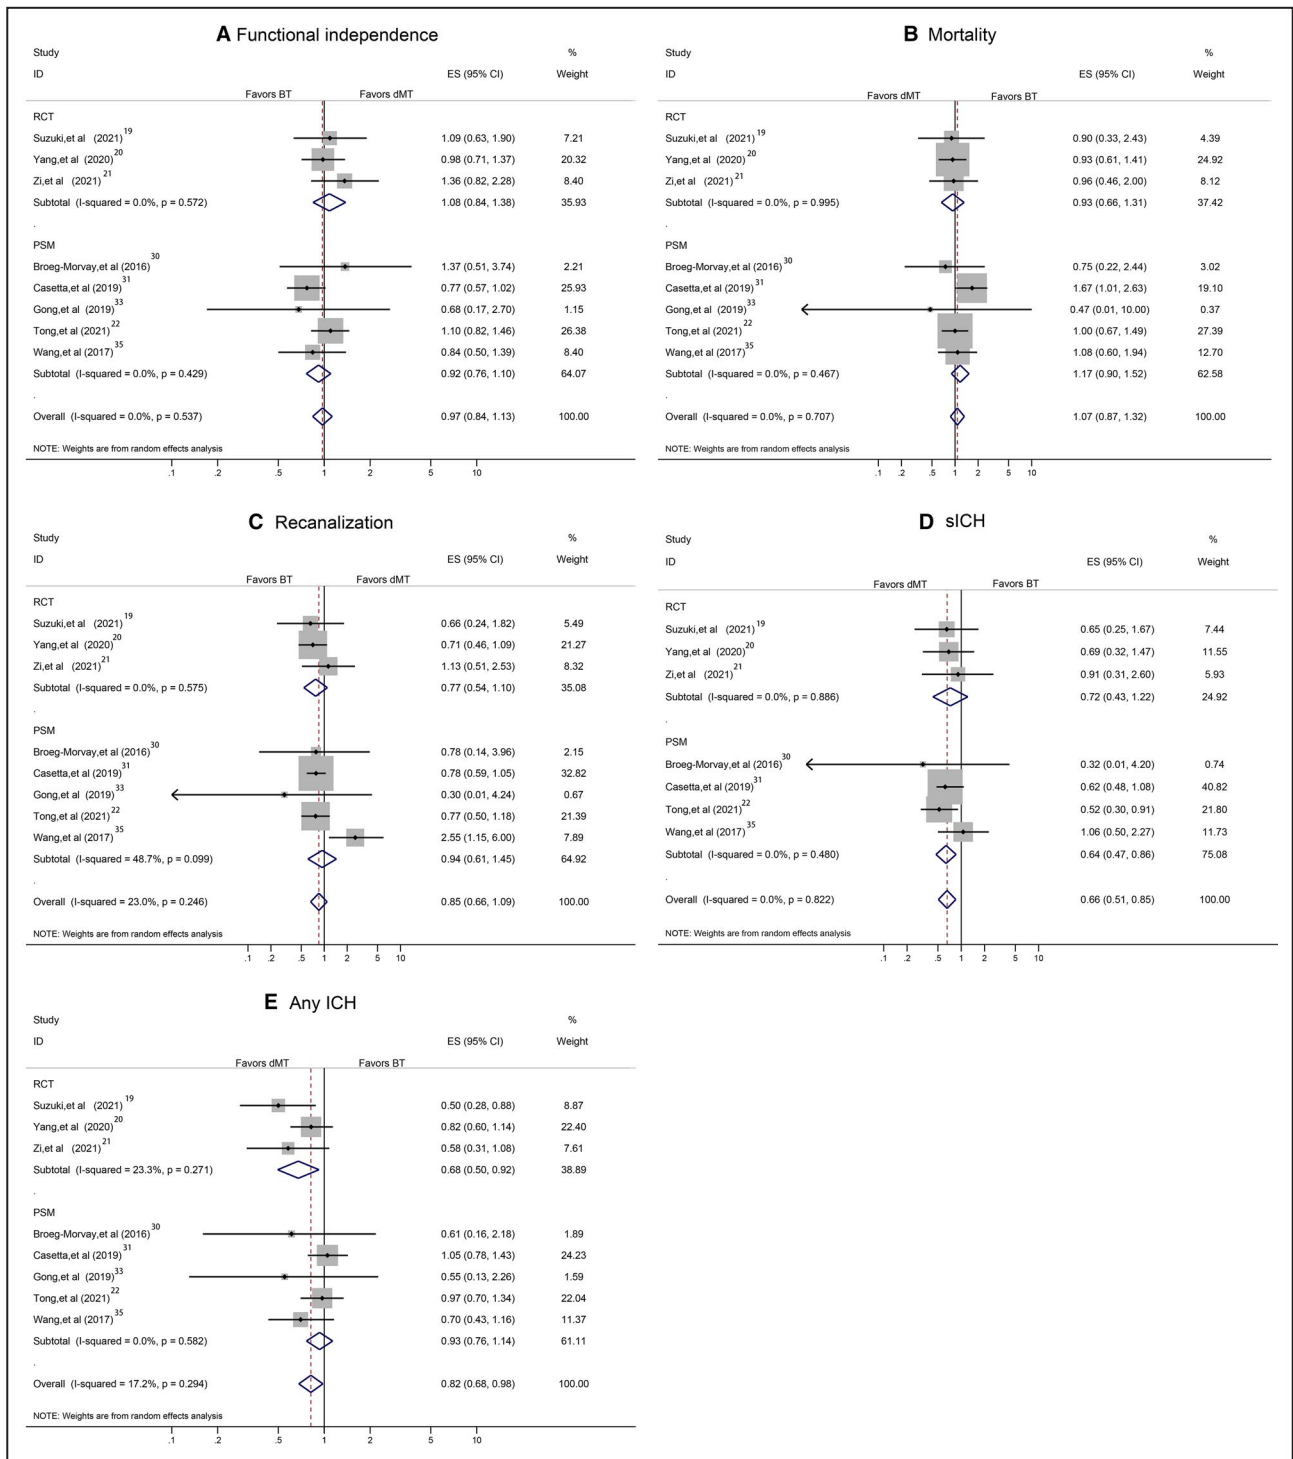 A Functional independence
Study %
ID ES (95% CI) Weight
Favors BT Favors dMT
RCT
Suzuki,et al (2021)19 1.09 (0.63, 1.90) 7.21
Yang,et al (2020)20 0.98 (0.71, 1.37) 20.32
Zi,et al (2021)21 1.36 (0.82, 2.28) 8.40
Subtotal (I-squared = 0.0%, p = 0.572) 1.08 (0.84, 1.38) 35.93
.
PSM
Broeg-Morvay,et al (2016)30 1.37 (0.51, 3.74) 2.21
Casetta,et al (2019)31 0.77 (0.57, 1.02) 25.93
Gong,et al (2019)33 0.68 (0.17, 2.70) 1.15
Tong,et al (2021)22 1.10 (0.82, 1.46) 26.38
Wang,et al (2017)35 0.84 (0.50, 1.39) 8.40
Subtotal (I-squared = 0.0%, p = 0.429) 0.92 (0.76, 1.10) 64.07
.
Overall (I-squared = 0.0%, p = 0.537) 0.97 (0.84, 1.13) 100.00
NOTE: Weights are from random effects analysis
.1 .2 .5 1 2 5 10
B Mortality
Study %
ID ES (95% CI) Weight
Favors dMT Favors BT
RCT
Suzuki,et al (2021)19 0.90 (0.33, 2.43) 4.39
Yang,et al (2020)20 0.93 (0.61, 1.41) 24.92
Zi,et al (2021)21 0.96 (0.46, 2.00) 8.12
Subtotal (I-squared = 0.0%, p = 0.995) 0.93 (0.66, 1.31) 37.42
.
PSM
Broeg-Morvay,et al (2016)30 0.75 (0.22, 2.44) 3.02
Casetta,et al (2019)31 1.67 (1.01, 2.63) 19.10
Gong,et al (2019)33 0.47 (0.01, 10.00) 0.37
Tong,et al (2021)22 1.00 (0.67, 1.49) 27.39
Wang,et al (2017)35 1.08 (0.60, 1.94) 12.70
Subtotal (I-squared = 0.0%, p = 0.467) 1.17 (0.90, 1.52) 62.58
.
Overall (I-squared = 0.0%, p = 0.707) 1.07 (0.87, 1.32) 100.00
NOTE: Weights are from random effects analysis
.1 .2 .5 1 2 5 10
C Recanalization
Study %
ID ES (95% CI) Weight
Favors BT Favors dMT
RCT
Suzuki,et al (2021)19 0.66 (0.24, 1.82) 5.49
Yang,et al (2020)20 0.71 (0.46, 1.09) 21.27
Zi,et al (2021)21 1.13 (0.51, 2.53) 8.32
Subtotal (I-squared = 0.0%, p = 0.575) 0.77 (0.54, 1.10) 35.08
.
PSM
Broeg-Morvay,et al (2016)30 0.78 (0.14, 3.96) 2.15
Casetta,et al (2019)31 0.78 (0.59, 1.05) 32.82
Gong,et al (2019)33 0.30 (0.01, 4.24) 0.67
Tong,et al (2021)22 0.77 (0.50, 1.18) 21.39
Wang,et al (2017)35 2.55 (1.15, 6.00) 7.89
Subtotal (I-squared = 48.7%, p = 0.099) 0.94 (0.61, 1.45) 64.92
.
Overall (I-squared = 23.0%, p = 0.246) 0.85 (0.66, 1.09) 100.00
NOTE: Weights are from random effects analysis
.1 .2 .5 1 2 5 10
D sICH
Study %
ID ES (95% CI) Weight
Favors dMT Favors BT
RCT
Suzuki,et al (2021)19 0.65 (0.25, 1.67) 7.44
Yang,et al (2020)20 0.69 (0.32, 1.47) 11.55
Zi,et al (2021)21 0.91 (0.31, 2.60) 5.93
Subtotal (I-squared = 0.0%, p = 0.886) 0.72 (0.43, 1.22) 24.92
.
PSM
Broeg-Morvay,et al (2016)30 0.32 (0.01, 4.20) 0.74
Casetta,et al (2019)31 0.62 (0.48, 1.08) 40.82
Tong,et al (2021)22 0.52 (0.30, 0.91) 21.80
Wang,et al (2017)35 1.06 (0.50, 2.27) 11.73
Subtotal (I-squared = 0.0%, p = 0.480) 0.64 (0.47, 0.86) 75.08
.
Overall (I-squared = 0.0%, p = 0.822) 0.66 (0.51, 0.85) 100.00
NOTE: Weights are from random effects analysis
.1 .2 .5 1 2 5 10
E Any ICH
Study %
ID ES (95% CI) Weight
Favors dMT Favors BT
RCT
Suzuki,et al (2021)19 0.50 (0.28, 0.88) 8.87
Yang,et al (2020)20 0.82 (0.60, 1.14) 22.40
Zi,et al (2021)21 0.58 (0.31, 1.08) 7.61
Subtotal (I-squared = 23.3%, p = 0.271) 0.68 (0.50, 0.92) 38.89
.
PSM
Broeg-Morvay,et al (2016)30 0.61 (0.16, 2.18) 1.89
Casetta,et al (2019)31 1.05 (0.78, 1.43) 24.23
Gong,et al (2019)33 0.55 (0.13, 2.26) 1.59
Tong,et al (2021)22 0.97 (0.70, 1.34) 22.04
Wang,et al (2017)35 0.70 (0.43, 1.16) 11.37
Subtotal (I-squared = 0.0%, p = 0.582) 0.93 (0.76, 1.14) 61.11
.
Overall (I-squared = 17.2%, p = 0.294) 0.82 (0.68, 0.98) 100.00
NOTE: Weights are from random effects analysis
.1 .2 .5 1 2 5 10